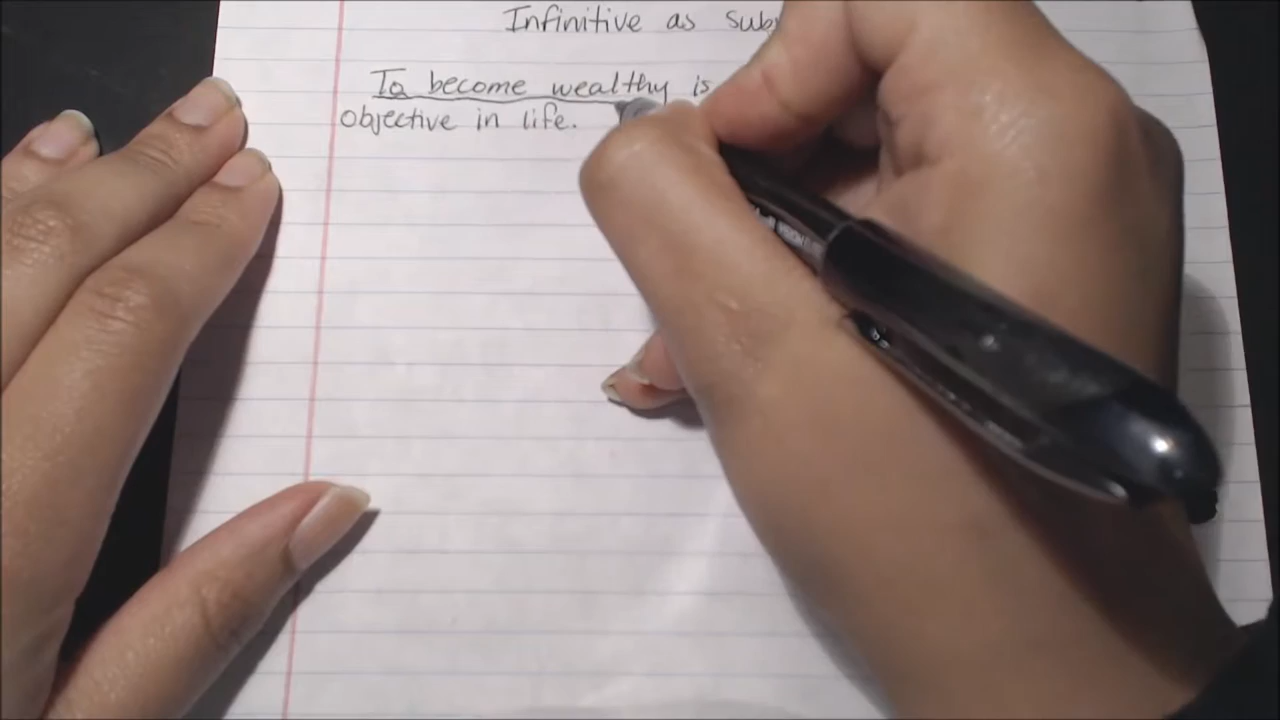 Infinitive as
To become wealthy is
objective in life.